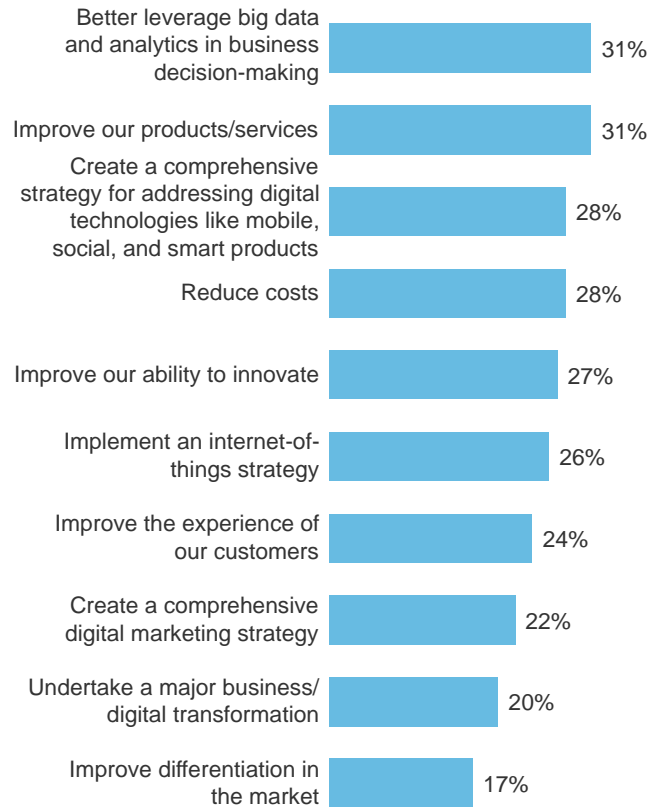 Better leverage big data
and analytics in business
decision-making
31%
Improve our products/services
31%
Create a comprehensive
strategy for addressing digital
technologies like mobile,
social, and smart products
28%
Reduce costs
28%
Improve our ability to innovate
27%
Implement an internet-of-
things strategy
26%
Improve the experience of
our customers
24%
Create a comprehensive
digital marketing strategy
22%
Undertake a major business/
digital transformation
20%
Improve differentiation in
the market
17%